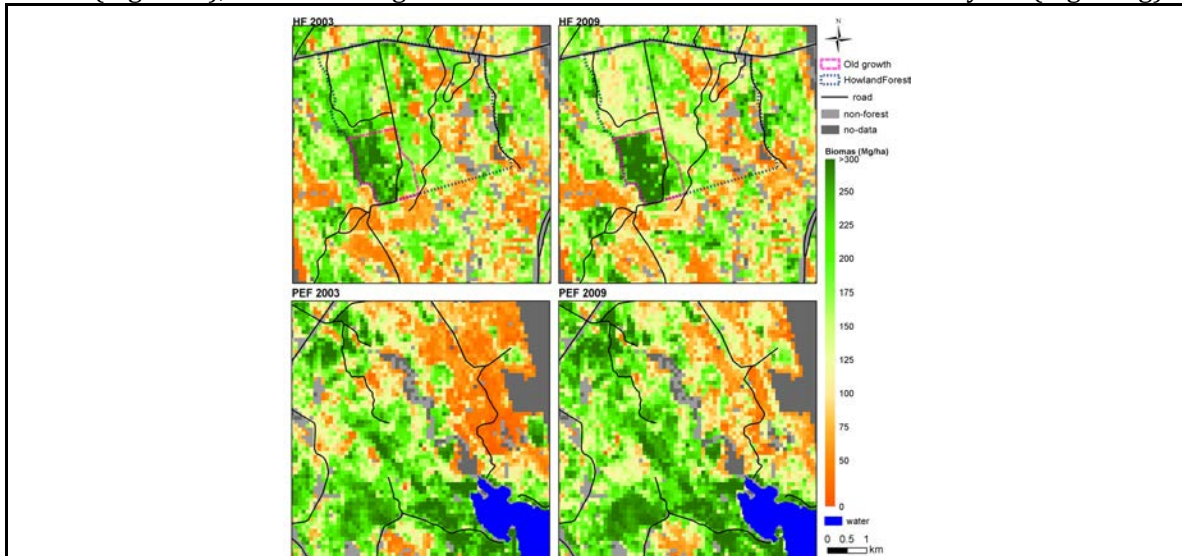 HF 2003
HF 2009
N
Old growth
HowlandForest
road
non-forest
no-data
Biomas (Mg/ha)
>300
250
200
175
150
125
100
75
50
0
PEF 2003
PEF 2009
water
0 0.5 1
km